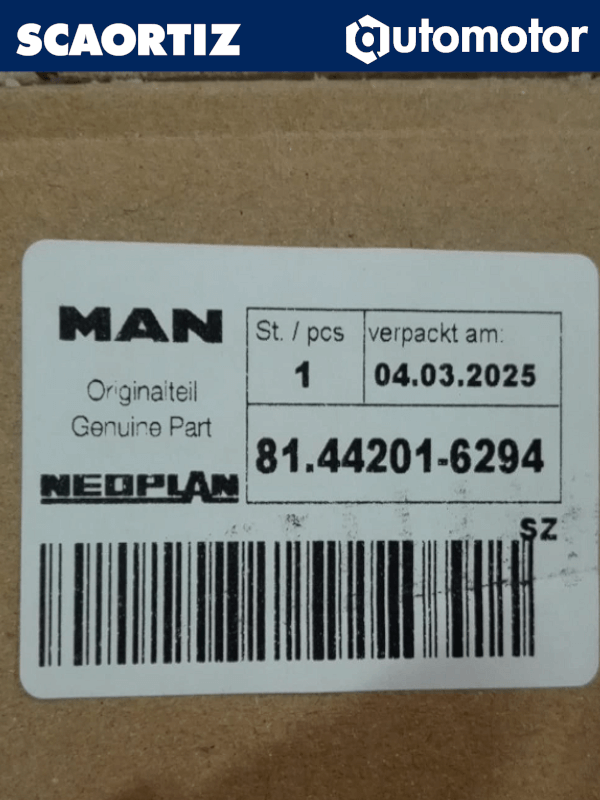 SCAORTIZ
automotor
MAN
Originalteil
Genuine Part
NEOPLAN
St. / pcs
1
verpackt am:
04.03.2025
81.44201-6294
SZ